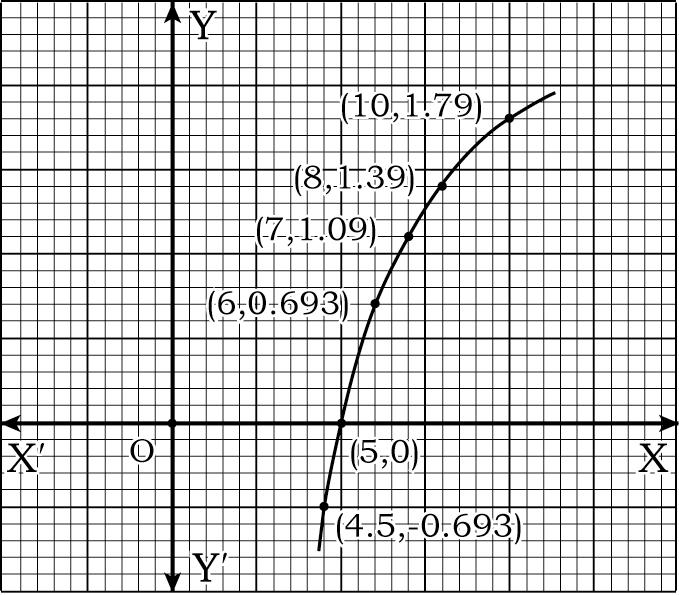 Y
(10,1.79)
(8,1.39)
(7,1.09)
(6,0.693)
X′ O (5,0) X
(4.5,-0.693)
Y′